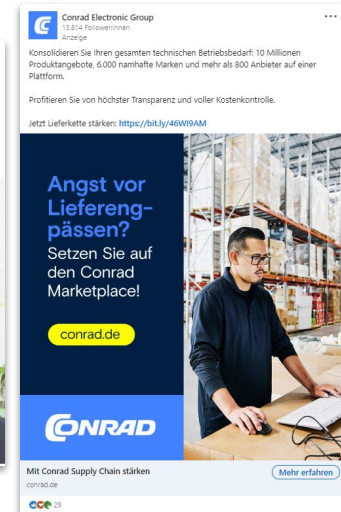 Conrad Electronic Group
13.814 Follower:innen
Anzeige
Konsolidieren Sie Ihren gesamten technischen Betriebsbedarf: 10 Millionen
Produktangebote, 6.000 namhafte Marken und mehr als 800 Anbieter auf einer
Plattform.
Profitieren Sie von höchster Transparenz und voller Kostenkontrolle.
Jetzt Lieferkette stärken: https://bit.ly/46WI9AM
Angst vor
Liefereng-
pässen?
Setzen Sie auf
den Conrad
Marketplace!
conrad.de
CONRAD
Mit Conrad Supply Chain stärken
conrad.de
Mehr erfahren
29